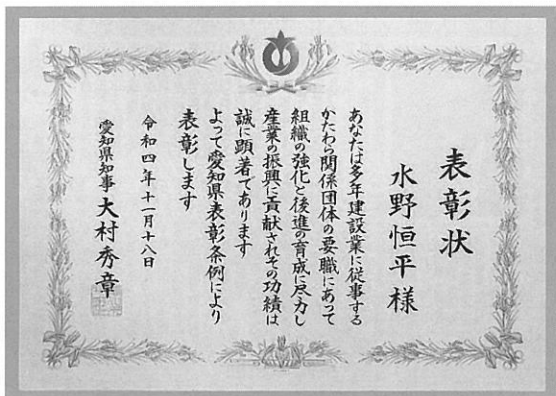 表彰状
水野恒平様
あなたは多年建設業に従事する
かたわら関係団体の要職にあって
組織の強化と後進の育成に尽力し
産業の振興に貢献されその功績は
誠に顕著であります
よって愛知県表彰条例により
表彰します
令和四年十一月十八日
愛知県知事 大村秀章